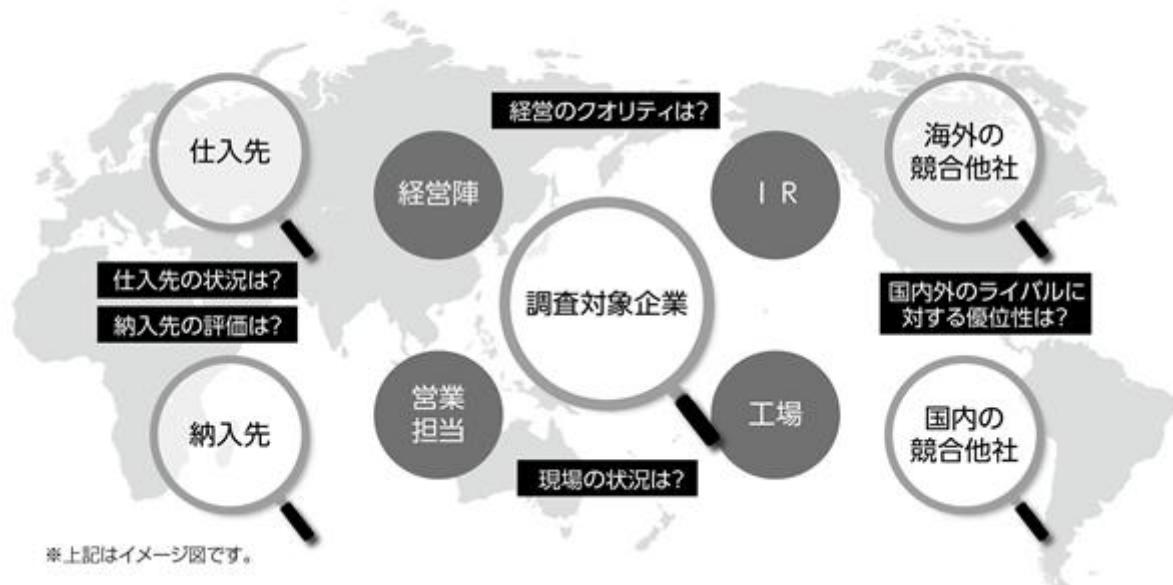 経営のクオリティは?
仕入先
経営陣
ＩＲ
海外の
競合他社
仕入先の状況は?
納入先の評価は?
調査対象企業
国内外のライバルに
対する優位性は?
納入先
営業
担当
工場
国内の
競合他社
現場の状況は?
※上記はイメージ図です。